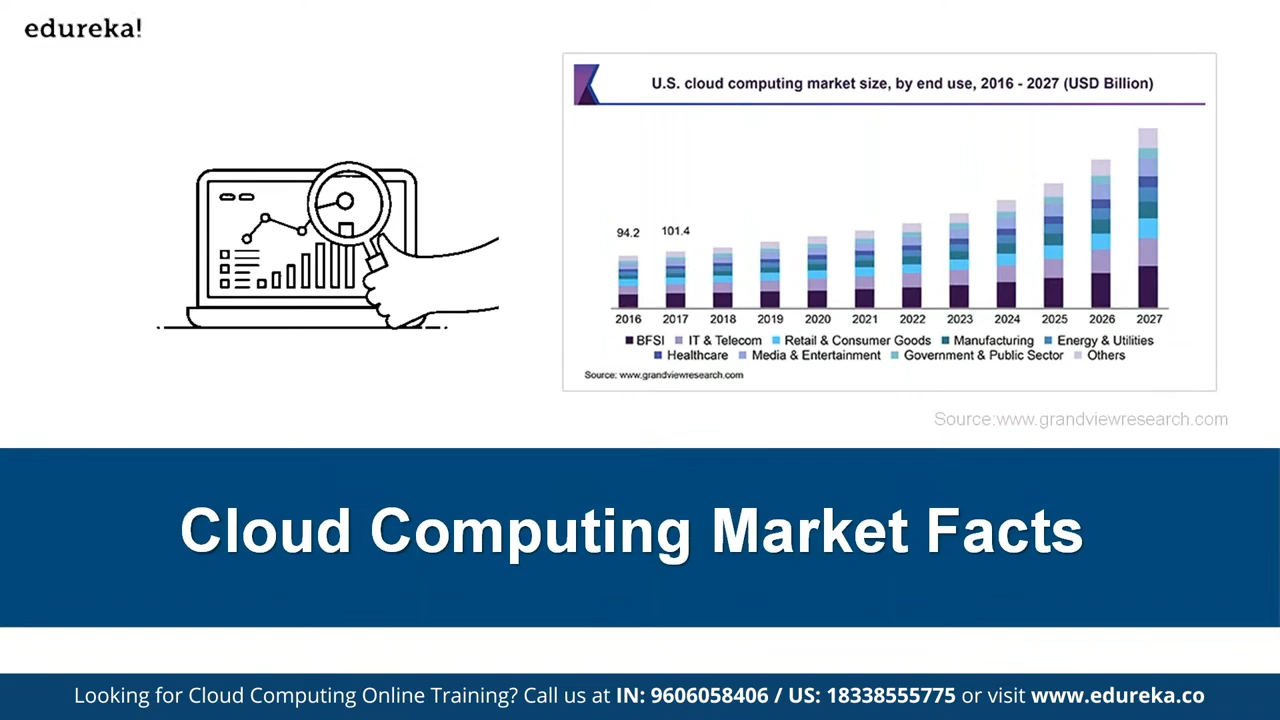 edureka!
U.S. cloud computing market size, by end use, 2016 - 2027 (USD Billion)
94.2 101.4
2016 2017 2018 2019 2020 2021 2022 2023 2024 2025 2026 2027
BFSI IT & Telecom Retail & Consumer Goods Manufacturing Energy & Utilities
Healthcare Media & Entertainment Government & Public Sector Others
Source: www.grandviewresearch.com
Source:www.grandviewresearch.com
Cloud Computing Market Facts
Looking for Cloud Computing Online Training? Call us at IN: 9606058406 / US: 18338555775 or visit www.edureka.co